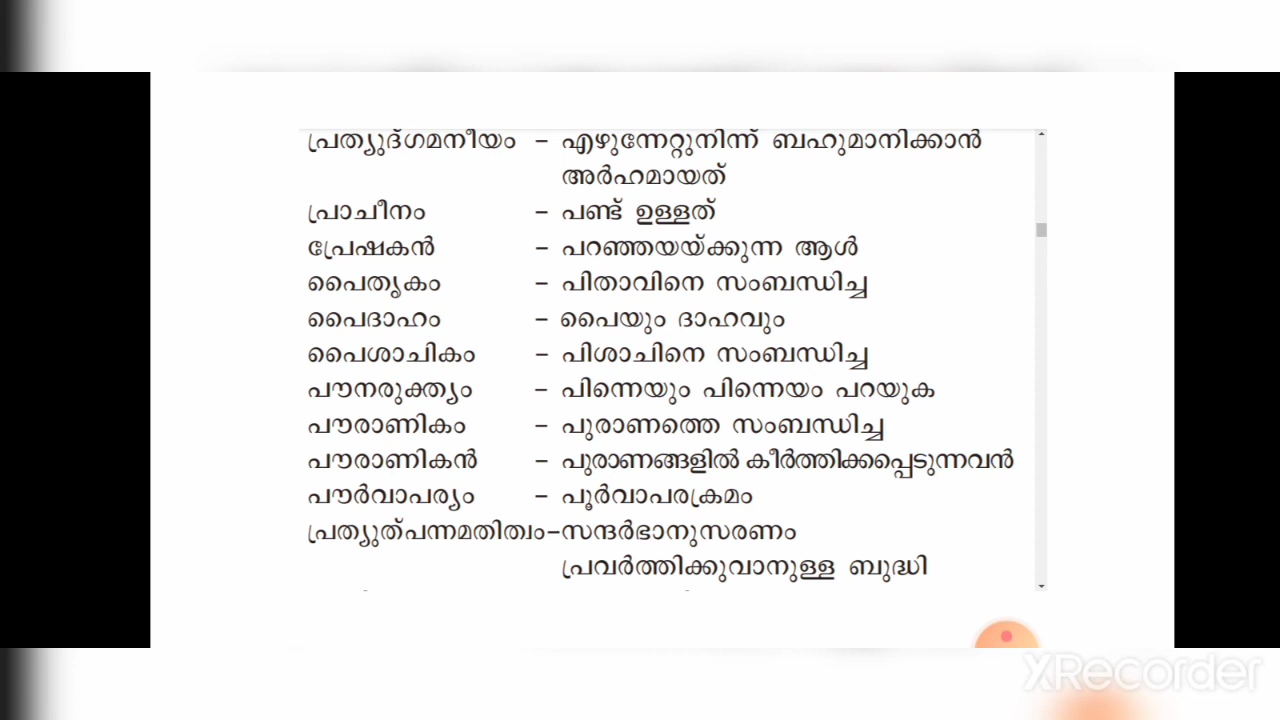 പ്രത്യുദ്ഗമനീയം – എഴുന്നേറ്റുനിന്ന് ബഹുമാനിക്കാൻ
അർഹമായത്
പ്രാചീനം – പണ്ട് ഉള്ളത്
പ്രേഷകൻ – പറഞ്ഞയയ്ക്കുന്ന ആൾ
പൈതൃകം – പിതാവിനെ സംബന്ധിച്ച
പൈദാഹം – പൈയും ദാഹവും
പൈശാചികം – പിശാചിനെ സംബന്ധിച്ച
പൗനരുക്ത്യം – പിന്നെയും പിന്നെയം പറയുക
പൗരാണികം – പുരാണത്തെ സംബന്ധിച്ച
പൗരാണികൻ – പുരാണങ്ങളിൽ കീർത്തിക്കപ്പെടുന്നവൻ
പൗർവാപര്യം – പൂർവാപരക്രമം
പ്രത്യുത്പന്നമതിത്വം–സന്ദർഭാനുസരണം
പ്രവർത്തിക്കുവാനുള്ള ബുദ്ധി
XRecorder